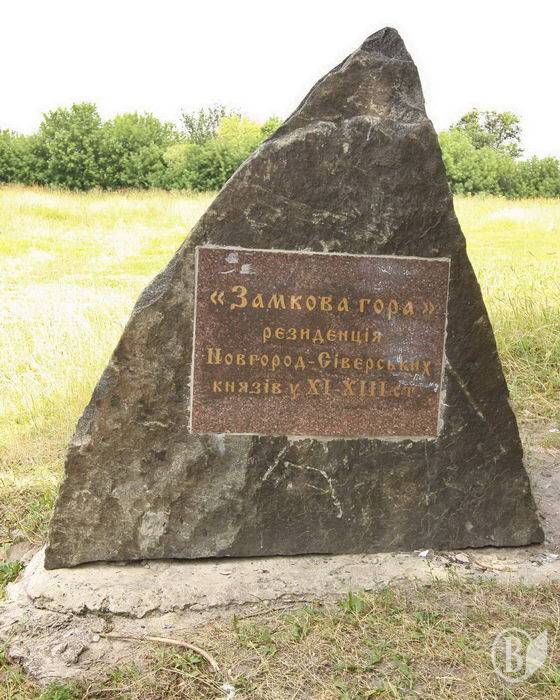 «Замкова гора»
резиденція
Новгород-Сіверських
князів у XI-XIII ст.
В